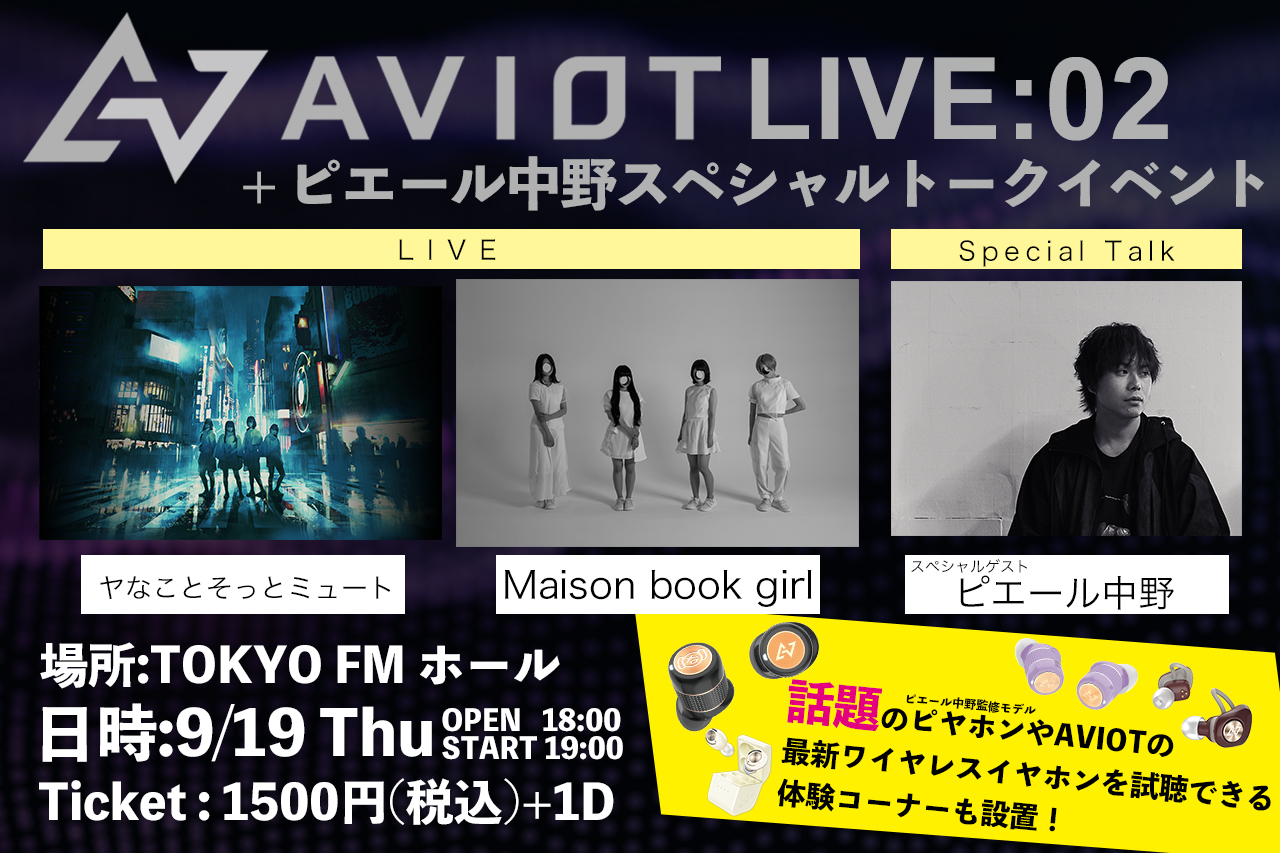 AVIOT LIVE:02
+ピエール中野スペシャルトークイベント
LIVE
Special Talk
ヤなことそっとミュート
Maison book girl
スペシャルゲスト
ピエール中野
場所:TOKYO FM ホール
日時:9/19 Thu OPEN 18:00
START 19:00
Ticket : 1500円(税込)+1D
ピエール中野監修モデル
話題のピヤホンやAVIOTの
最新ワイヤレスイヤホンを試聴できる
体験コーナーも設置！